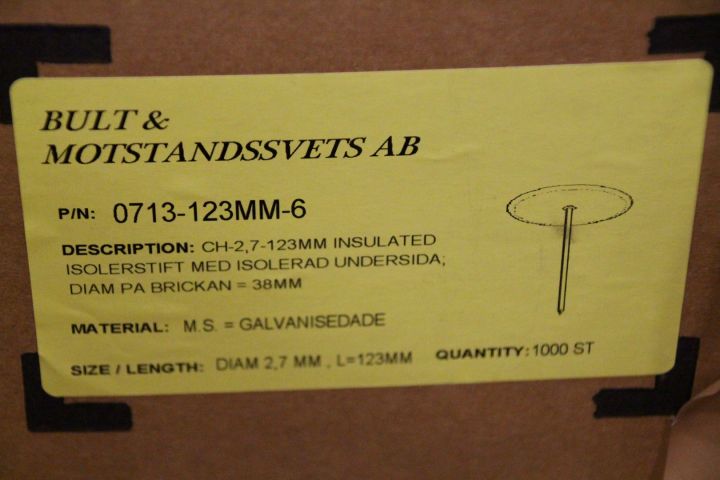 BULT &
MOTSTANDSSVETS AB
P/N: 0713-123MM-6
DESCRIPTION: CH-2,7-123MM INSULATED
ISOLERSTIFT MED ISOLERAD UNDERSIDA;
DIAM PA BRICKAN = 38MM
MATERIAL: M.S. = GALVANISEDADE
SIZE / LENGTH: DIAM 2,7 MM , L=123MM QUANTITY: 1000 ST